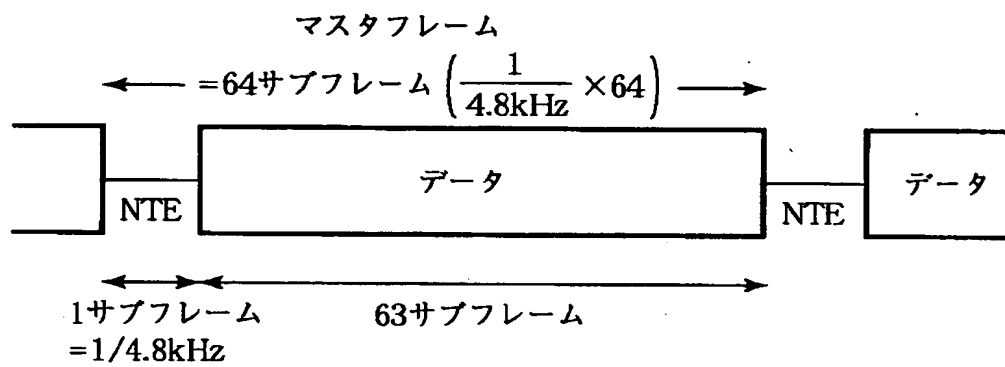 マスタフレーム
=64サブフレーム (1/4.8kHz ×64)
データ
データ
NTE
NTE
1サブフレーム
=1/4.8kHz
63サブフレーム